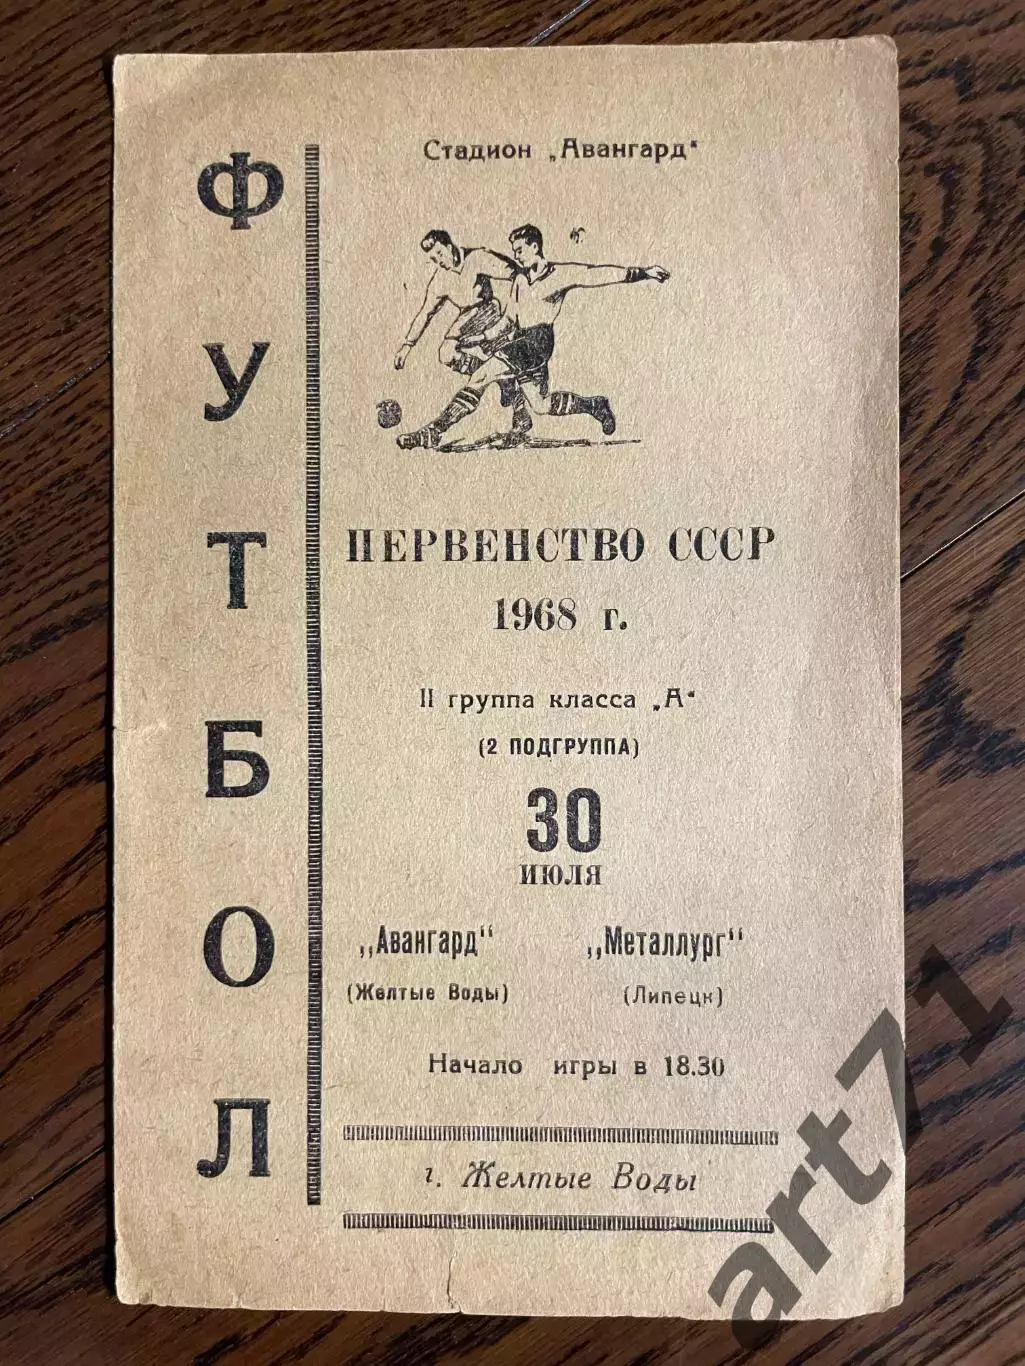 ФУТБОЛ
Стадион „Авангард"
ПЕРВЕНСТВО СССР
1968 г.
II группа класса „А"
(2 ПОДГРУППА)
30
ИЮЛЯ
„Авангард" „Металлург"
(Желтые Воды) (Липецк)
Начало игры в 18.30
г. Желтые Воды
art71